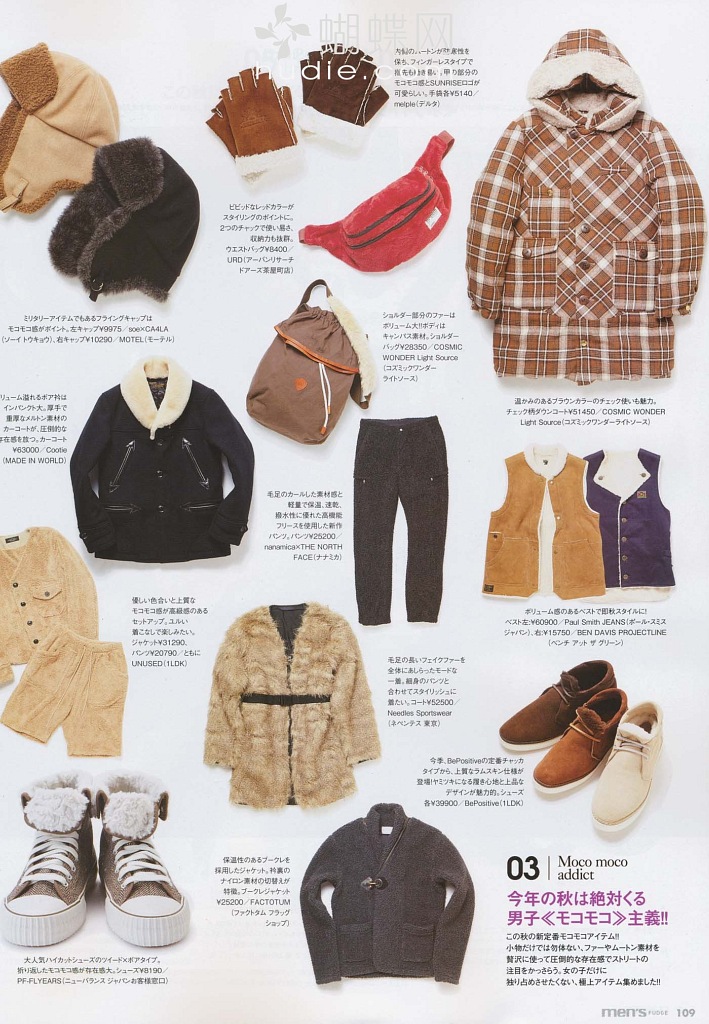 蝴蝶网
内側のムートンが防寒性を
保ち、フィンガーレスタイプで
モコモコ感とSUNRISEロゴが
可愛らしい。手袋各¥5140/
melple(デルタ)
ビビッドなレッドカラーが
スタイリングのポイントに。
2つのチャックで使い易さ、
収納力も抜群。
ウエストバッグ¥8400/
URD(アーバンリサーチ
ドアーズ茶屋町店)
ミリタリーアイテムでもあるフライングキャップは
モコモコ感がポイント。左キャップ¥9975/soe×CA4LA
(ソーイ トウキョウ)、右キャップ¥10290/MOTEL(モーテル)
ショルダー部分のファーは
ボリューム大!!ボディは
キャンバス素材。ショルダー
バッグ¥28350/COSMIC
WONDER Light Source
(コズミックワンダー
ライトソース)
温かみのあるブラウンカラーのチェック使いも魅力。
チェック柄ダウンコート¥51450/COSMIC WONDER
Light Source(コズミックワンダーライトソース)
リューム溢れるボア衿は
インパクト大。厚手で
重厚なメルトン素材の
カーコートが、圧倒的な
存在感を放つ。カーコート
¥63000/Cootie
(MADE IN WORLD)
毛足のカールした素材感と
軽量で保温、速乾、
撥水性に優れた高機能
フリースを使用した新作
パンツ。パンツ¥25200/
nanamica×THE NORTH
FACE(ナナミカ)
ボリューム感のあるベストで即秋スタイルに!
ベスト左:¥60900/Paul Smith JEANS(ポール・スミス
ジャパン)、右:¥15750/BEN DAVIS PROJECTLINE
(ベンチ アット ザ グリーン)
優しい色合いと上質な
モコモコ感が高級感のある
セットアップ。ユルい
着こなしで楽しみたい。
ジャケット¥31290、
パンツ¥20790/ともに
UNUSED(1LDK)
毛足の長いフェイクファーを
全体にあしらったモードな
一着。細身のパンツと
合わせてスタイリッシュに
着たい。コート¥52500/
Needles Sportswear
(ネペンテス 東京)
今季、BePositiveの定番チャッカ
タイプから、上質なラムスキン仕様が
登場!ヤミツキになる履き心地と上品な
デザインが魅力的。シューズ
各¥39900/BePositive(1LDK)
保温性のあるブークレを
採用したジャケット。衿裏の
ナイロン素材の切替えが
特徴。ブークレジャケット
¥25200/FACTOTUM
(ファクトタム フラッグ
ショップ)
大人気ハイカットシューズのツイード×ボアタイプ。
折り返したモコモコ感が存在感大。シューズ¥8190/
PF-FLYEARS(ニューバランス ジャパンお客様窓口)
03 Moco moco
addict
今年の秋は絶対くる
男子≪モコモコ≫主義!!
この秋の新定番モコモコアイテム!!
小物だけでは勿体ない、ファーやムートン素材を
贅沢に使って圧倒的な存在感でストリートの
注目をかっさらう。女の子だけに
独り占めさせたくない、極上アイテム集めました!!
men's FUDGE 109